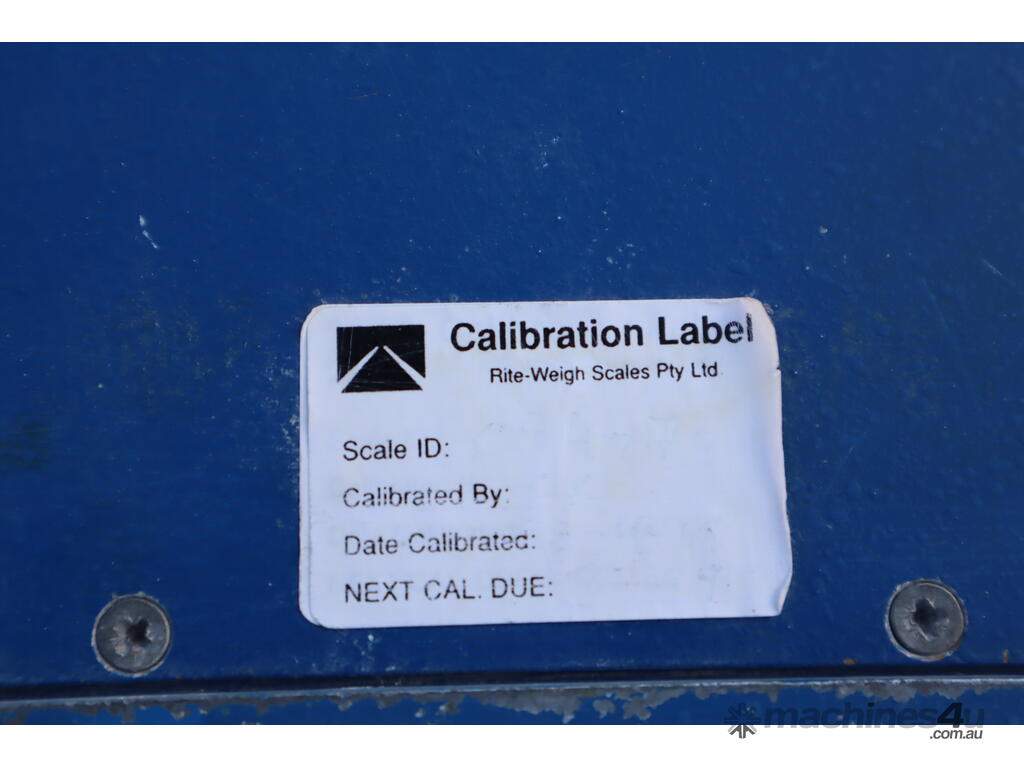 Calibration Label
Rite-Weigh Scales Pty Ltd
Scale ID:
Calibrated By:
Date Calibrated:
NEXT CAL. DUE:
machines4u
.com.au